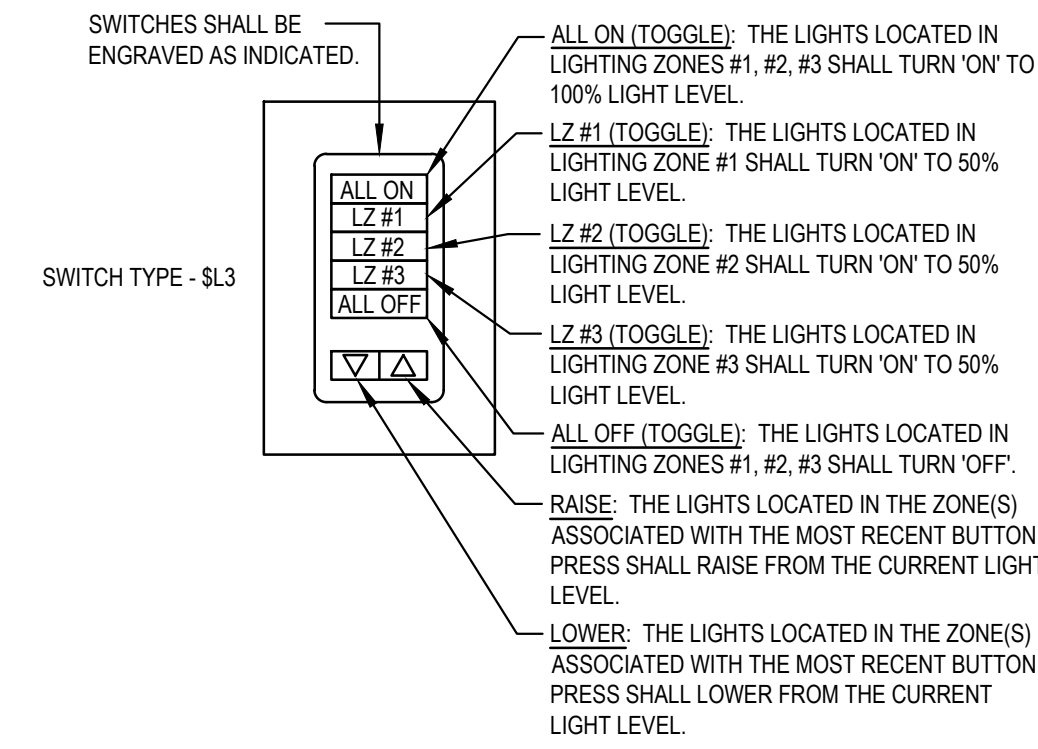 SWITCHES SHALL BE
ENGRAVED AS INDICATED.
SWITCH TYPE - $L3
ALL ON
LZ #1
LZ #2
LZ #3
ALL OFF
ALL ON (TOGGLE): THE LIGHTS LOCATED IN
LIGHTING ZONES #1, #2, #3 SHALL TURN 'ON' TO
100% LIGHT LEVEL.
LZ #1 (TOGGLE): THE LIGHTS LOCATED IN
LIGHTING ZONE #1 SHALL TURN 'ON' TO 50%
LIGHT LEVEL.
LZ #2 (TOGGLE): THE LIGHTS LOCATED IN
LIGHTING ZONE #2 SHALL TURN 'ON' TO 50%
LIGHT LEVEL.
LZ #3 (TOGGLE): THE LIGHTS LOCATED IN
LIGHTING ZONE #3 SHALL TURN 'ON' TO 50%
LIGHT LEVEL.
ALL OFF (TOGGLE): THE LIGHTS LOCATED IN
LIGHTING ZONES #1, #2, #3 SHALL TURN 'OFF'.
RAISE: THE LIGHTS LOCATED IN THE ZONE(S)
ASSOCIATED WITH THE MOST RECENT BUTTON
PRESS SHALL RAISE FROM THE CURRENT LIGHT
LEVEL.
LOWER: THE LIGHTS LOCATED IN THE ZONE(S)
ASSOCIATED WITH THE MOST RECENT BUTTON
PRESS SHALL LOWER FROM THE CURRENT
LIGHT LEVEL.